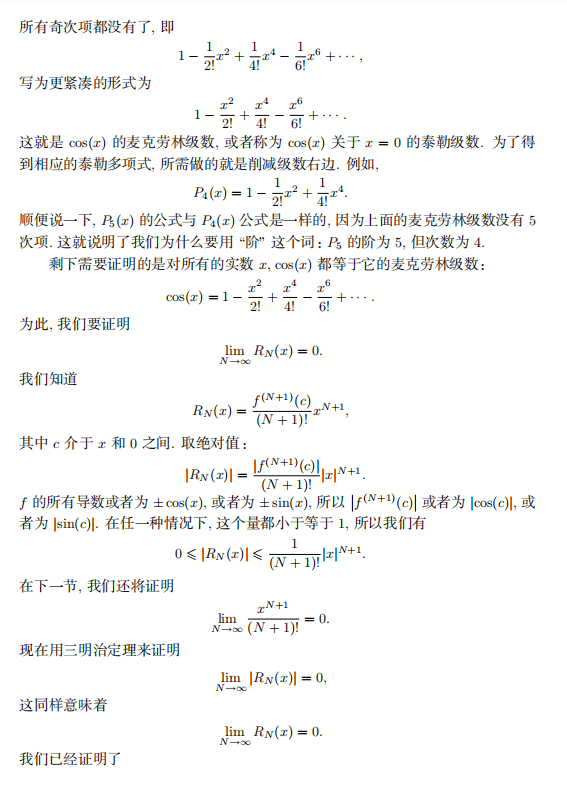 所有奇次项都没有了, 即
$1 - \frac{1}{2!}x^2 + \frac{1}{4!}x^4 - \frac{1}{6!}x^6 + \cdots,$
写为更紧凑的形式为
$1 - \frac{x^2}{2!} + \frac{x^4}{4!} - \frac{x^6}{6!} + \cdots.$
这就是 cos(x) 的麦克劳林级数, 或者称为 cos(x) 关于 x = 0 的泰勒级数. 为了得
到相应的泰勒多项式, 所需做的就是削减级数右边. 例如,
$P_4(x) = 1 - \frac{1}{2!}x^2 + \frac{1}{4!}x^4.$
顺便说一下, $P_5(x)$ 的公式与 $P_4(x)$ 公式是一样的, 因为上面的麦克劳林级数没有 5
次项. 这就说明了我们为什么要用 “阶” 这个词: $P_5$ 的阶为 5, 但次数为 4.
剩下需要证明的是对所有的实数 x, cos(x) 都等于它的麦克劳林级数:
$\cos(x) = 1 - \frac{x^2}{2!} + \frac{x^4}{4!} - \frac{x^6}{6!} + \cdots.$
为此, 我们要证明
$\lim_{N \to \infty} R_N(x) = 0.$
我们知道
$R_N(x) = \frac{f^{(N+1)}(c)}{(N+1)!}x^{N+1},$
其中 c 介于 x 和 0 之间. 取绝对值:
$|R_N(x)| = \frac{|f^{(N+1)}(c)|}{(N+1)!}|x|^{N+1}.$
f 的所有导数或者为 ±cos(x), 或者为 ±sin(x), 所以 $|f^{(N+1)}(c)|$ 或者为 |cos(c)|, 或
者为 |sin(c)|. 在任一种情况下, 这个量都小于等于 1, 所以我们有
$0 \leqslant |R_N(x)| \leqslant \frac{1}{(N+1)!}|x|^{N+1}.$
在下一节, 我们还将证明
$\lim_{N \to \infty} \frac{x^{N+1}}{(N+1)!} = 0.$
现在用三明治定理来证明
$\lim_{N \to \infty} |R_N(x)| = 0,$
这同样意味着
$\lim_{N \to \infty} R_N(x) = 0.$
我们已经证明了